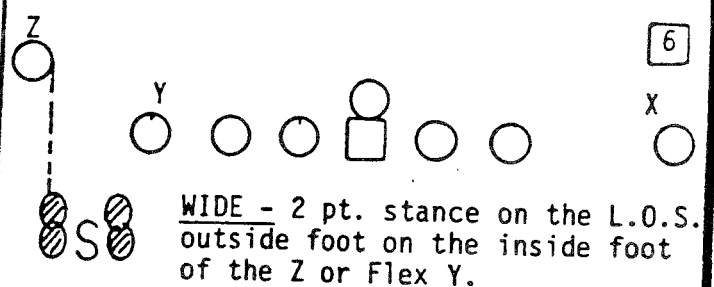 Z
6
Y
X
S
WIDE - 2 pt. stance on the L.O.S.
outside foot on the inside foot
of the Z or Flex Y.